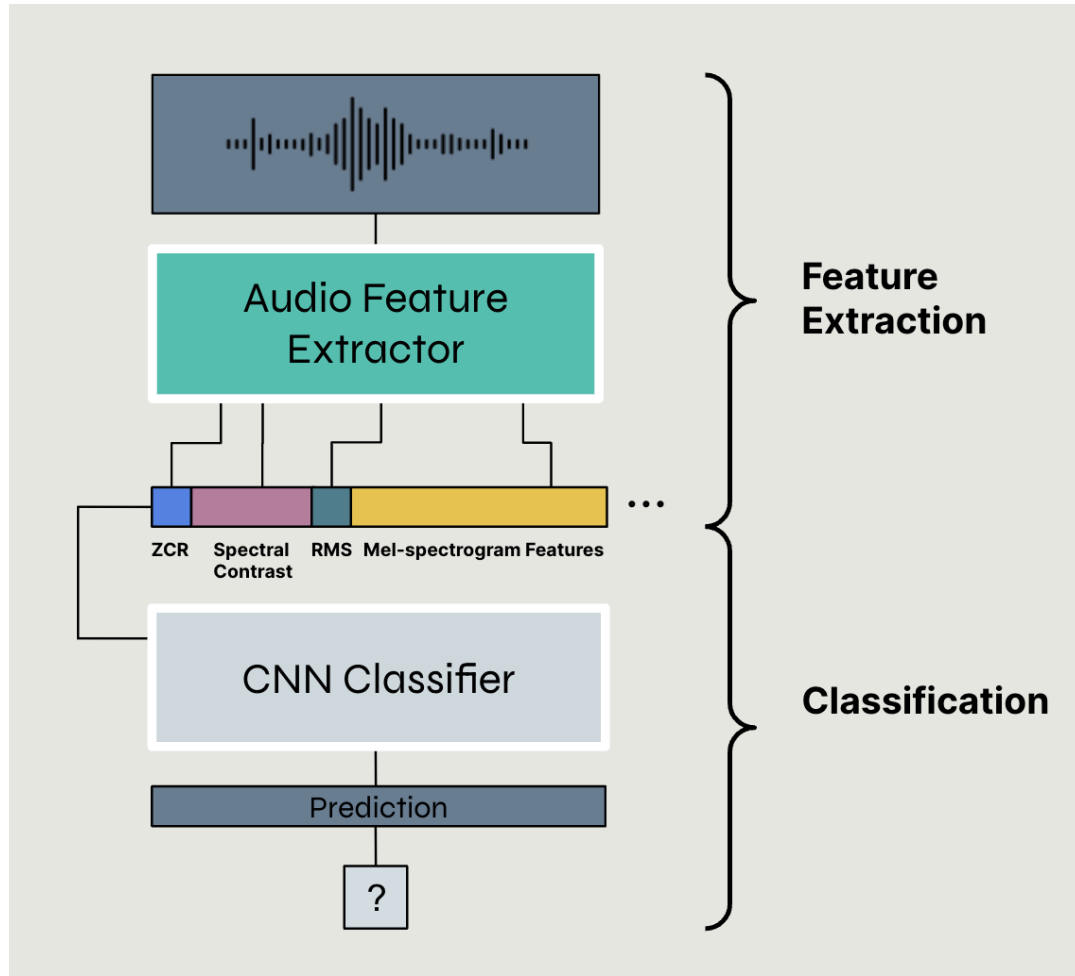 Audio Feature
Extractor
Feature
Extraction
...
ZCR
Spectral
Contrast
RMS
Mel-spectrogram Features
CNN Classifier
Classification
Prediction
?